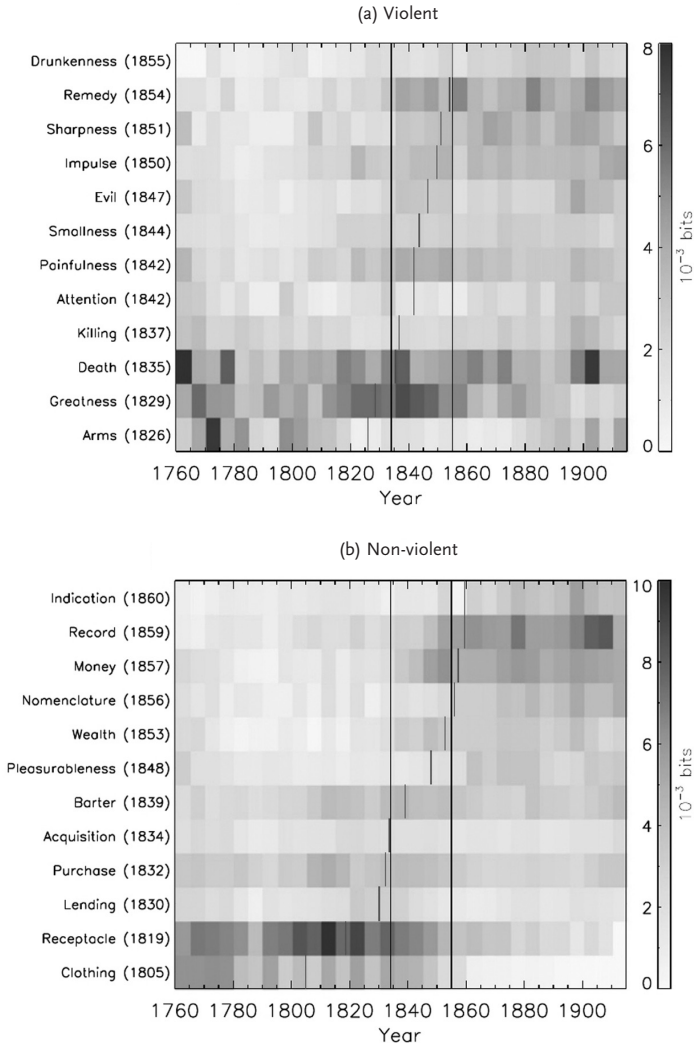 (a) Violent
Drunkenness (1855)
Remedy (1854)
Sharpness (1851)
Impulse (1850)
Evil (1847)
Smallness (1844)
Painfulness (1842)
Attention (1842)
Killing (1837)
Death (1835)
Greatness (1829)
Arms (1826)
8
6
4
2
0
10⁻³ bits
1760 1780 1800 1820 1840 1860 1880 1900
Year
(b) Non-violent
Indication (1860)
Record (1859)
Money (1857)
Nomenclature (1856)
Wealth (1853)
Pleasurableness (1848)
Barter (1839)
Acquisition (1834)
Purchase (1832)
Lending (1830)
Receptacle (1819)
Clothing (1805)
10
8
6
4
2
0
10⁻³ bits
1760 1780 1800 1820 1840 1860 1880 1900
Year